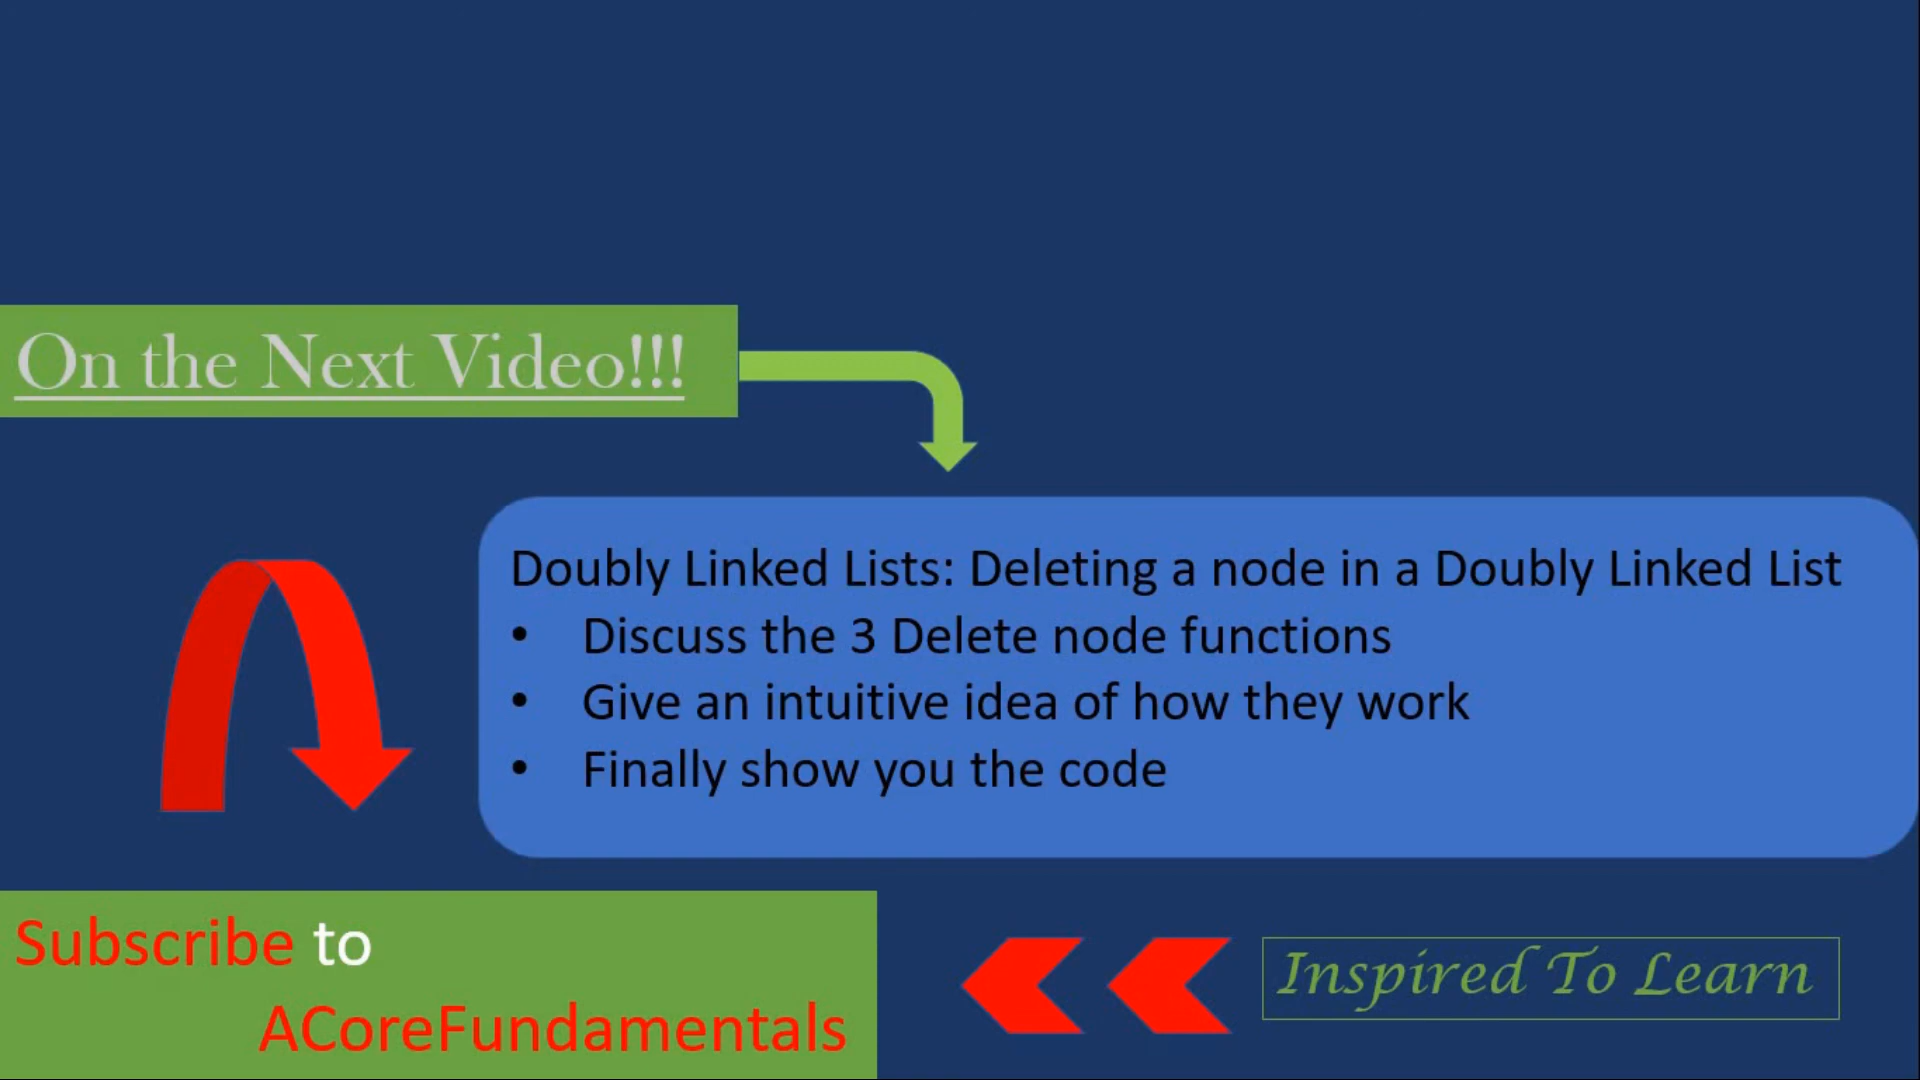 On the Next Video!!!
Doubly Linked Lists: Deleting a node in a Doubly Linked List
• Discuss the 3 Delete node functions
• Give an intuitive idea of how they work
• Finally show you the code
Subscribe to
ACoreFundamentals
Inspired To Learn